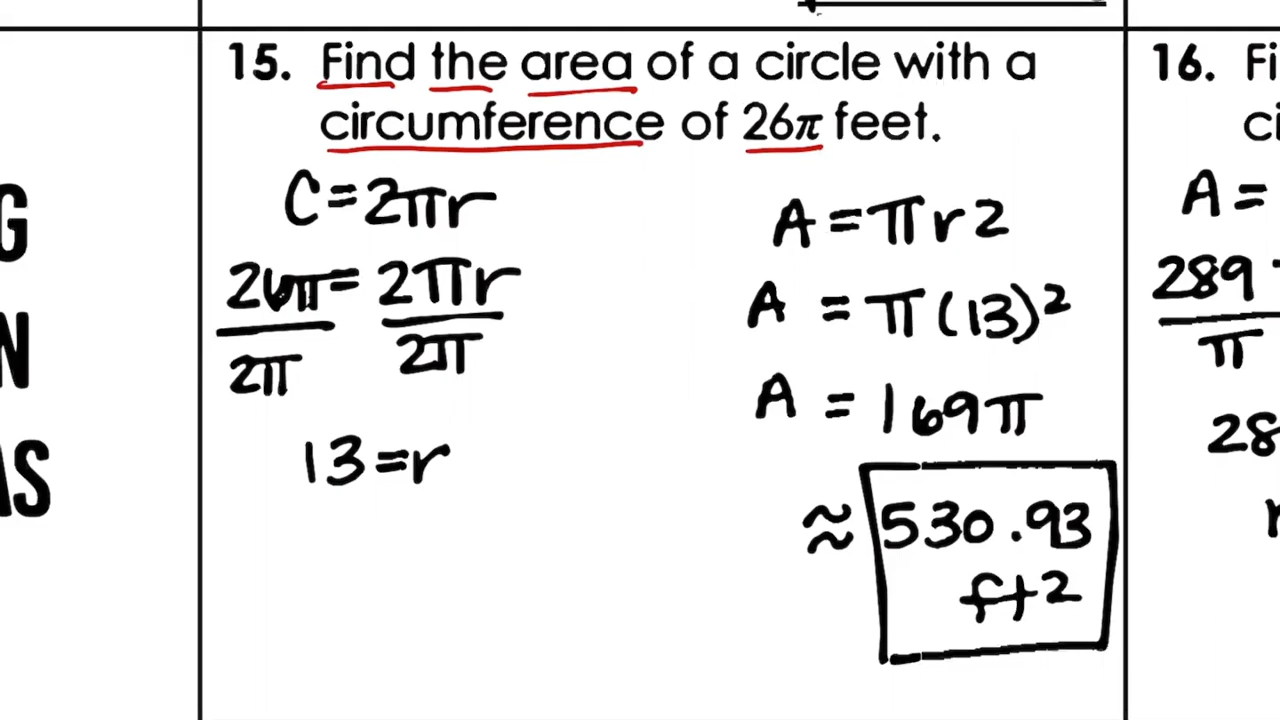 G
N
AS
15. Find the area of a circle with a
circumference of 26π feet.
C = 2πr
26π = 2πr
2π 2π
13 = r
A = πr2
A = π(13)²
A = 169π
≈ 530.93
ft2
16. Fi
ci
A =
289
π
28
r